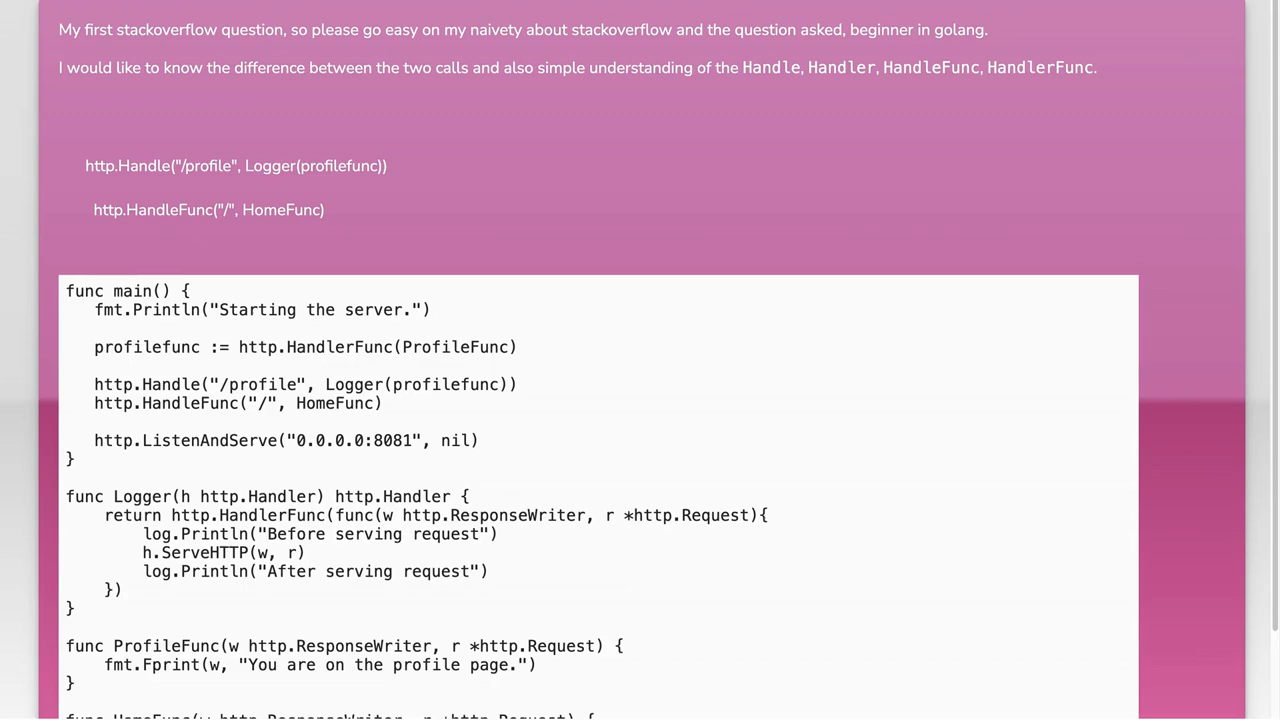 My first stackoverflow question, so please go easy on my naivety about stackoverflow and the question asked, beginner in golang.
I would like to know the difference between the two calls and also simple understanding of the Handle, Handler, HandleFunc, HandlerFunc.
http.Handle("/profile", Logger(profilefunc))
http.HandleFunc("/", HomeFunc)
func main() {
fmt.Println("Starting the server.")
profilefunc := http.HandlerFunc(ProfileFunc)
http.Handle("/profile", Logger(profilefunc))
http.HandleFunc("/", HomeFunc)
http.ListenAndServe("0.0.0.0:8081", nil)
}
func Logger(h http.Handler) http.Handler {
return http.HandlerFunc(func(w http.ResponseWriter, r *http.Request){
log.Println("Before serving request")
h.ServeHTTP(w, r)
log.Println("After serving request")
})
}
func ProfileFunc(w http.ResponseWriter, r *http.Request) {
fmt.Fprint(w, "You are on the profile page.")
}
func HomeFunc(w http.ResponseWriter, r *http.Request) {